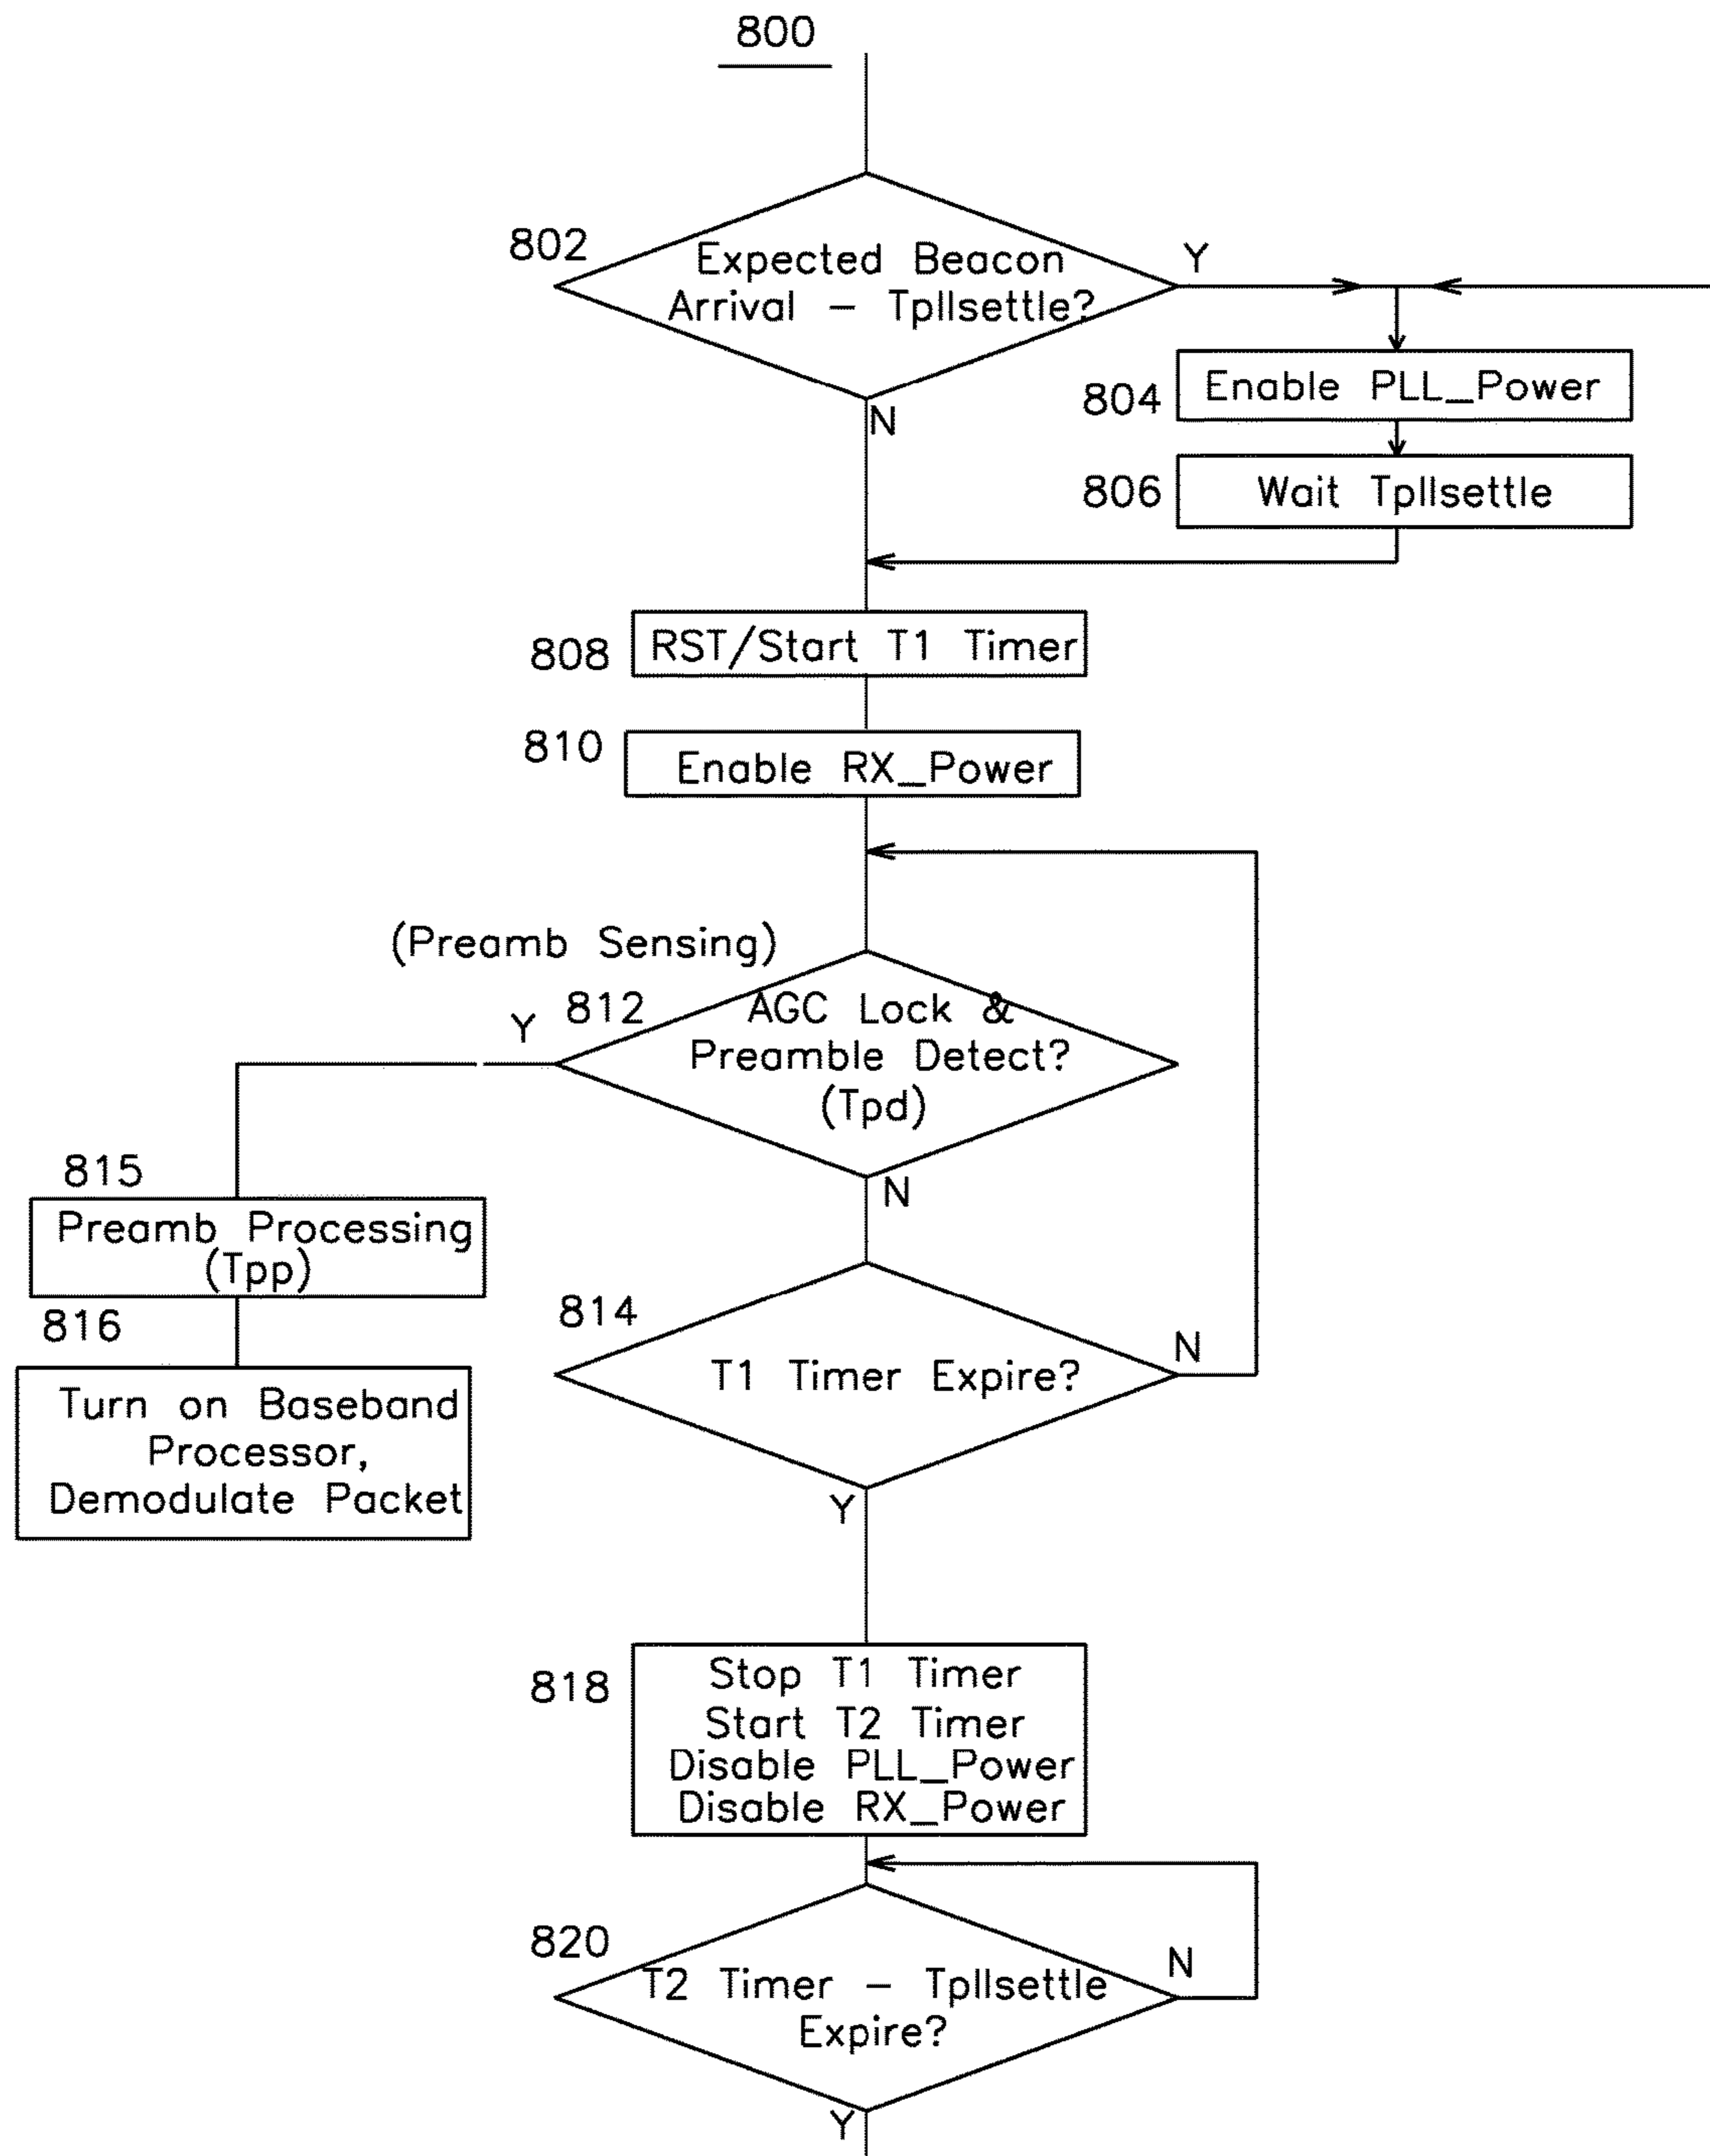 800
802
Expected Beacon
Arrival - Tpllsettle?
Y
N
804
Enable PLL_Power
806
Wait Tpllsettle
808
RST/Start T1 Timer
810
Enable RX_Power
(Preamb Sensing)
812
AGC Lock &
Preamble Detect?
(Tpd)
Y
N
815
Preamb Processing
(Tpp)
816
Turn on Baseband
Processor,
Demodulate Packet
814
T1 Timer Expire?
N
Y
818
Stop T1 Timer
Start T2 Timer
Disable PLL_Power
Disable RX_Power
820
T2 Timer - Tpllsettle
Expire?
N
Y